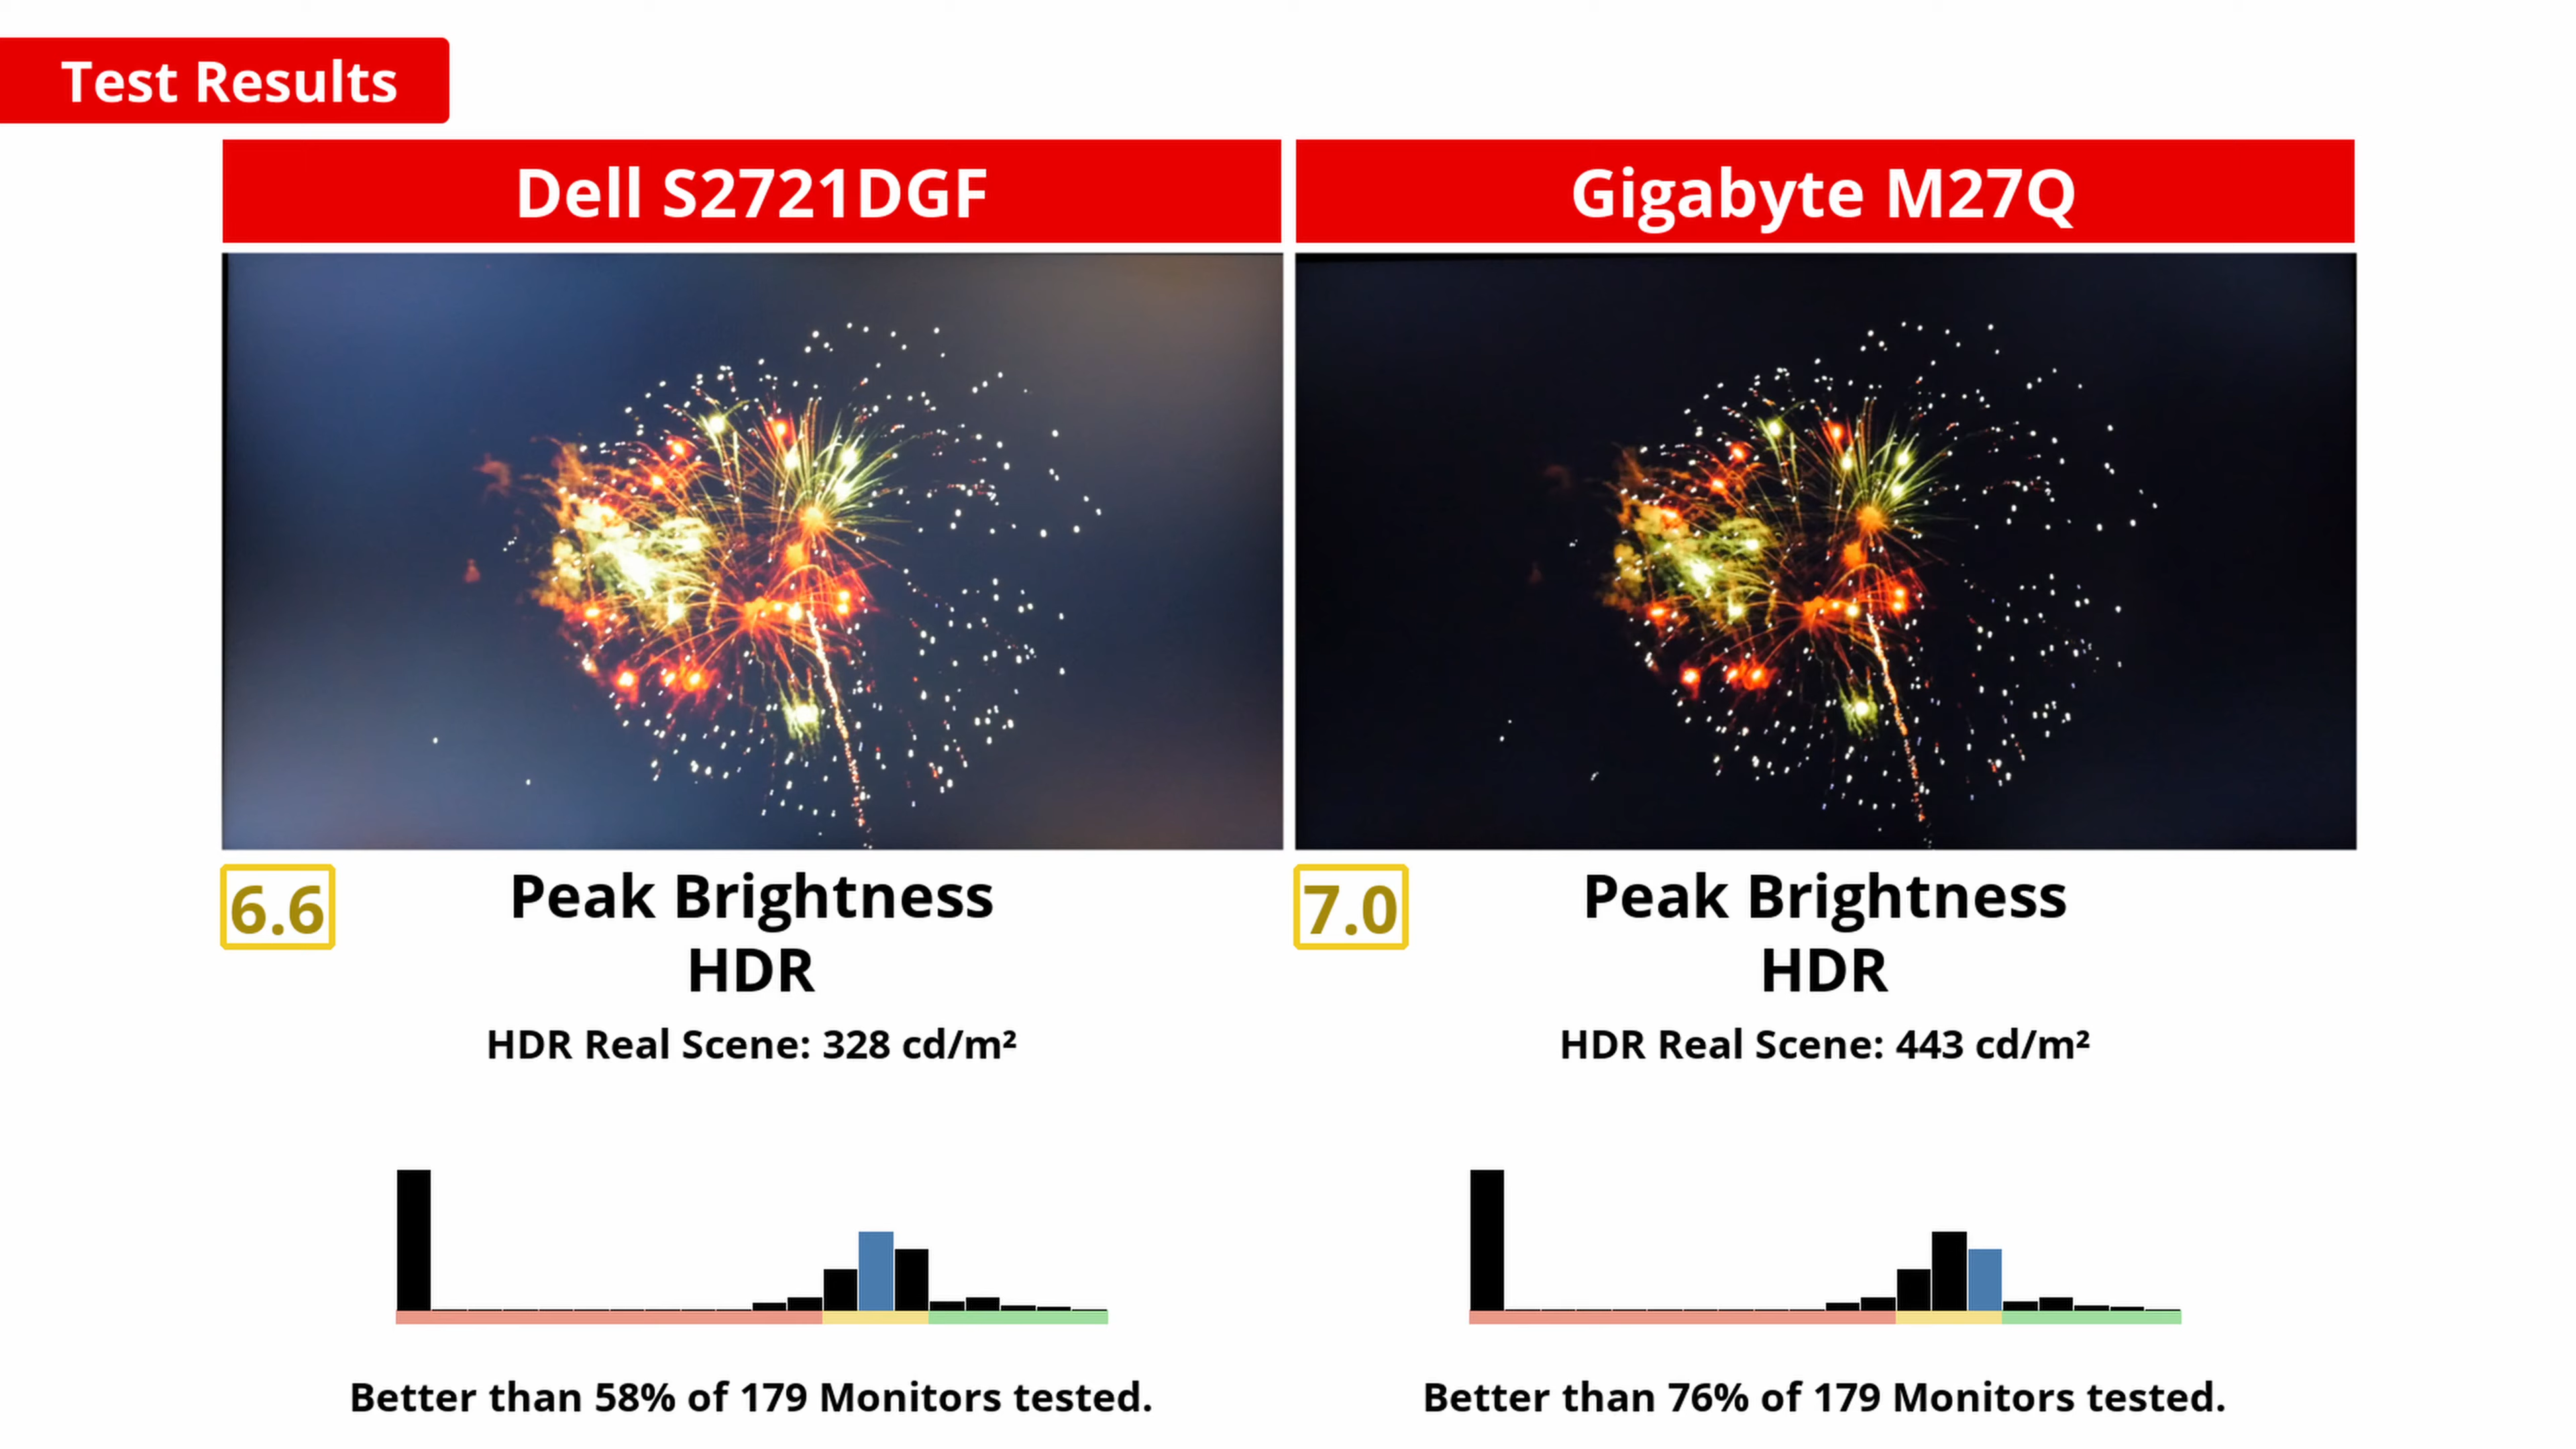 Test Results
Dell S2721DGF
Gigabyte M27Q
6.6
Peak Brightness
HDR
HDR Real Scene: 328 cd/m²
Better than 58% of 179 Monitors tested.
7.0
Peak Brightness
HDR
HDR Real Scene: 443 cd/m²
Better than 76% of 179 Monitors tested.